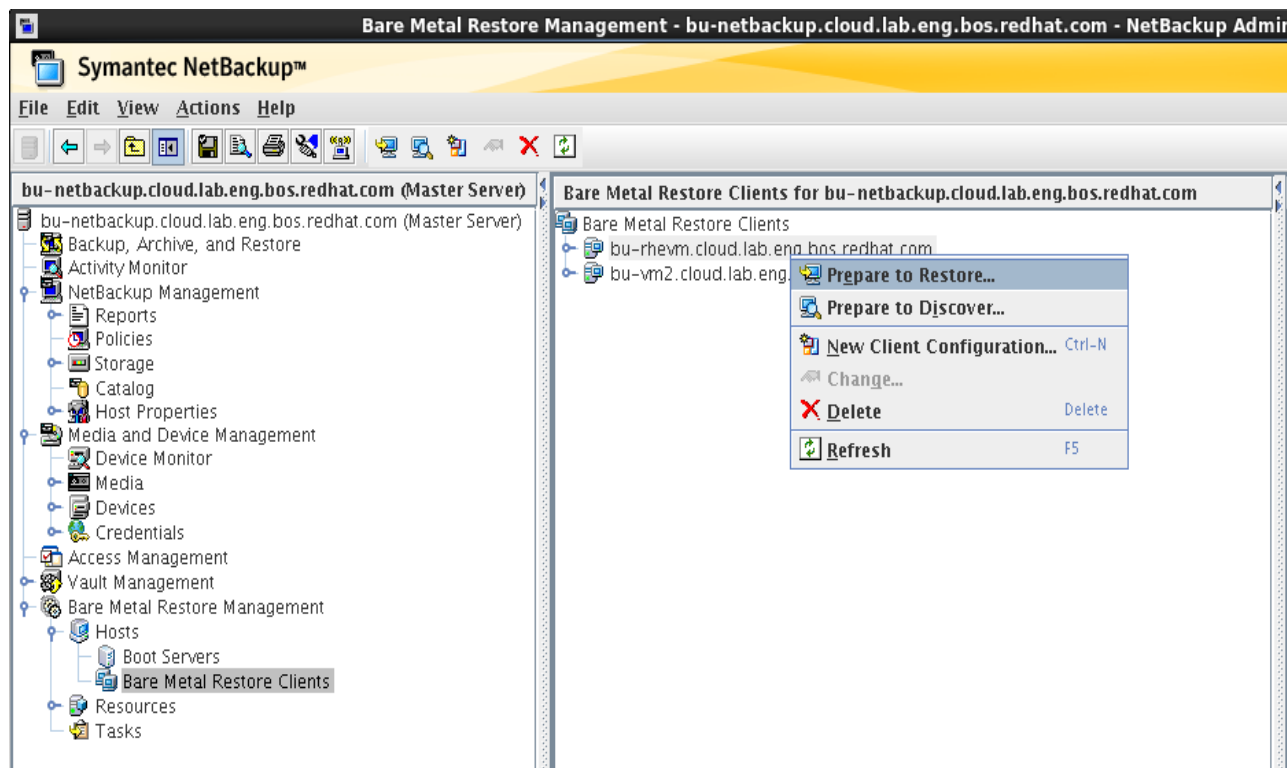 Bare Metal Restore Management - bu-netbackup.cloud.lab.eng.bos.redhat.com - NetBackup Admin
Symantec NetBackup™
File Edit View Actions Help
bu-netbackup.cloud.lab.eng.bos.redhat.com (Master Server)
bu-netbackup.cloud.lab.eng.bos.redhat.com (Master Server)
Backup, Archive, and Restore
Activity Monitor
NetBackup Management
Reports
Policies
Storage
Catalog
Host Properties
Media and Device Management
Device Monitor
Media
Devices
Credentials
Access Management
Vault Management
Bare Metal Restore Management
Hosts
Boot Servers
Bare Metal Restore Clients
Resources
Tasks
Bare Metal Restore Clients for bu-netbackup.cloud.lab.eng.bos.redhat.com
Bare Metal Restore Clients
bu-rhevm.cloud.lab.eng.bos.redhat.com
bu-vm2.cloud.lab.eng.
Prepare to Restore...
Prepare to Discover...
New Client Configuration... Ctrl-N
Change...
Delete Delete
Refresh F5